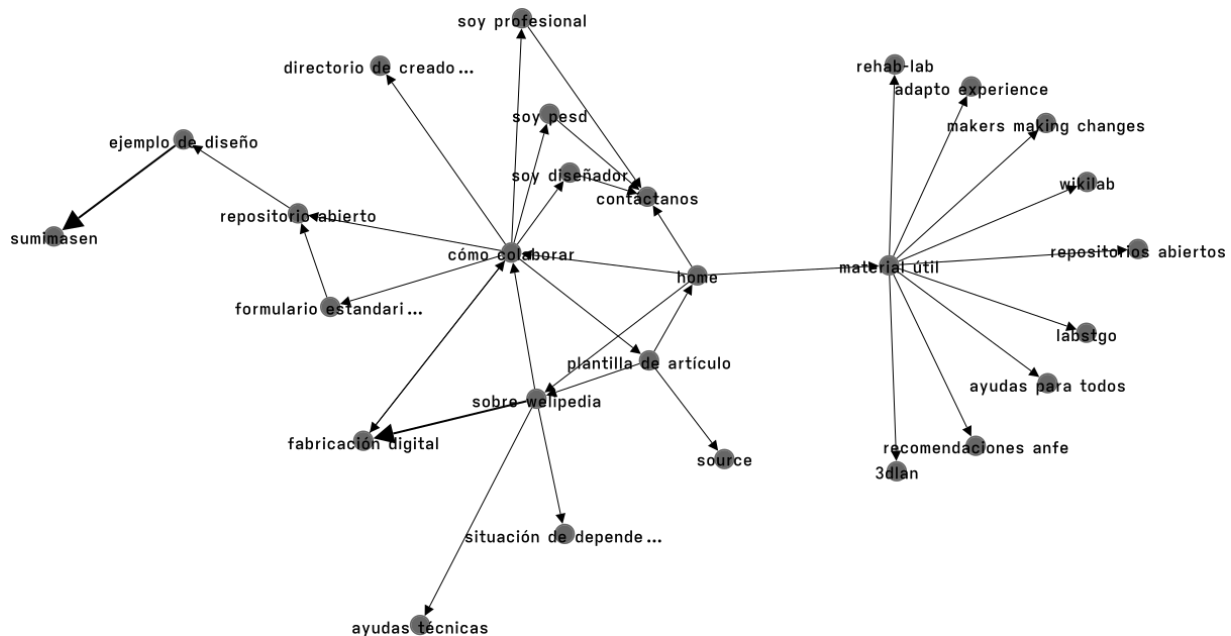 soy profesional
directorio de creado...
rehab-lab
adapto experience
soy pesd
makers making changes
ejemplo de diseño
soy diseñador
wikilab
contáctanos
repositorio abierto
sumimasen
cómo colaborar
repositorios abiertos
material útil
home
formulario estandari...
labstgo
plantilla de artículo
ayudas para todos
sobre welipedia
fabricación digital
recomendaciones anfe
source
3dlan
situación de depende...
ayudas técnicas